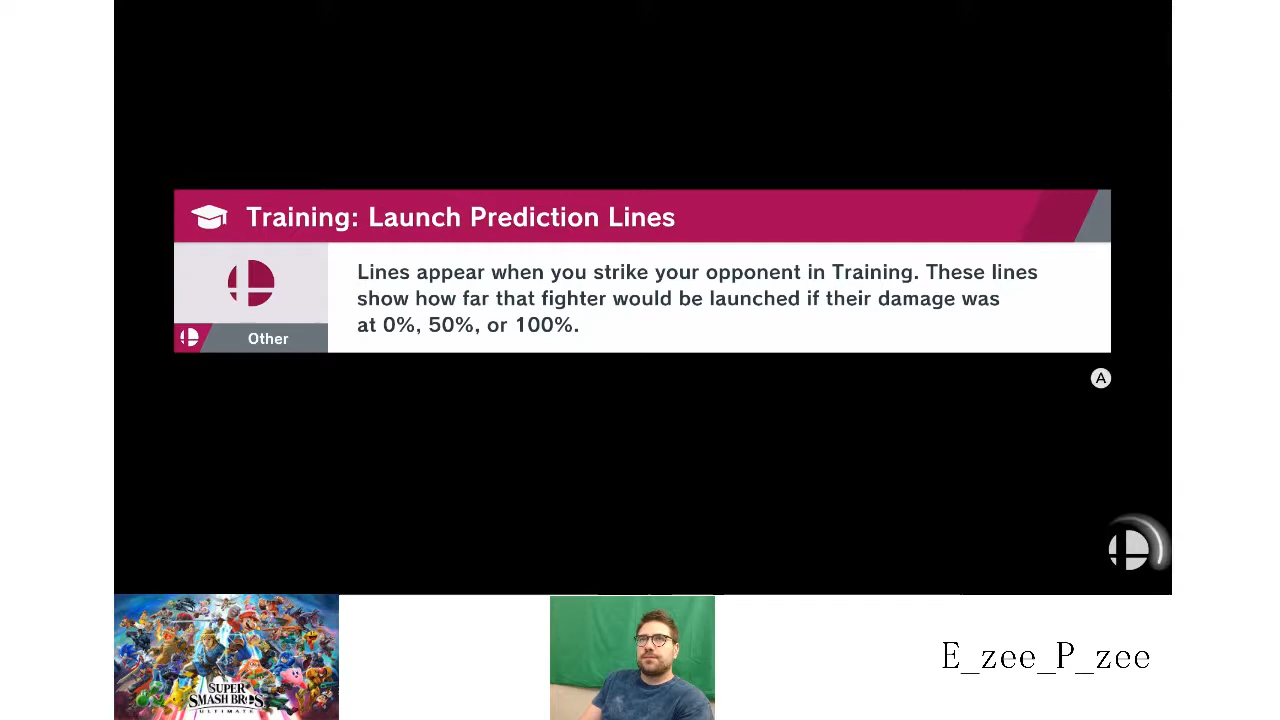 Training: Launch Prediction Lines
Lines appear when you strike your opponent in Training. These lines
show how far that fighter would be launched if their damage was
at 0%, 50%, or 100%.
Other
A
SUPER
SMASH BROS.
ULTIMATE
E_zee_P_zee